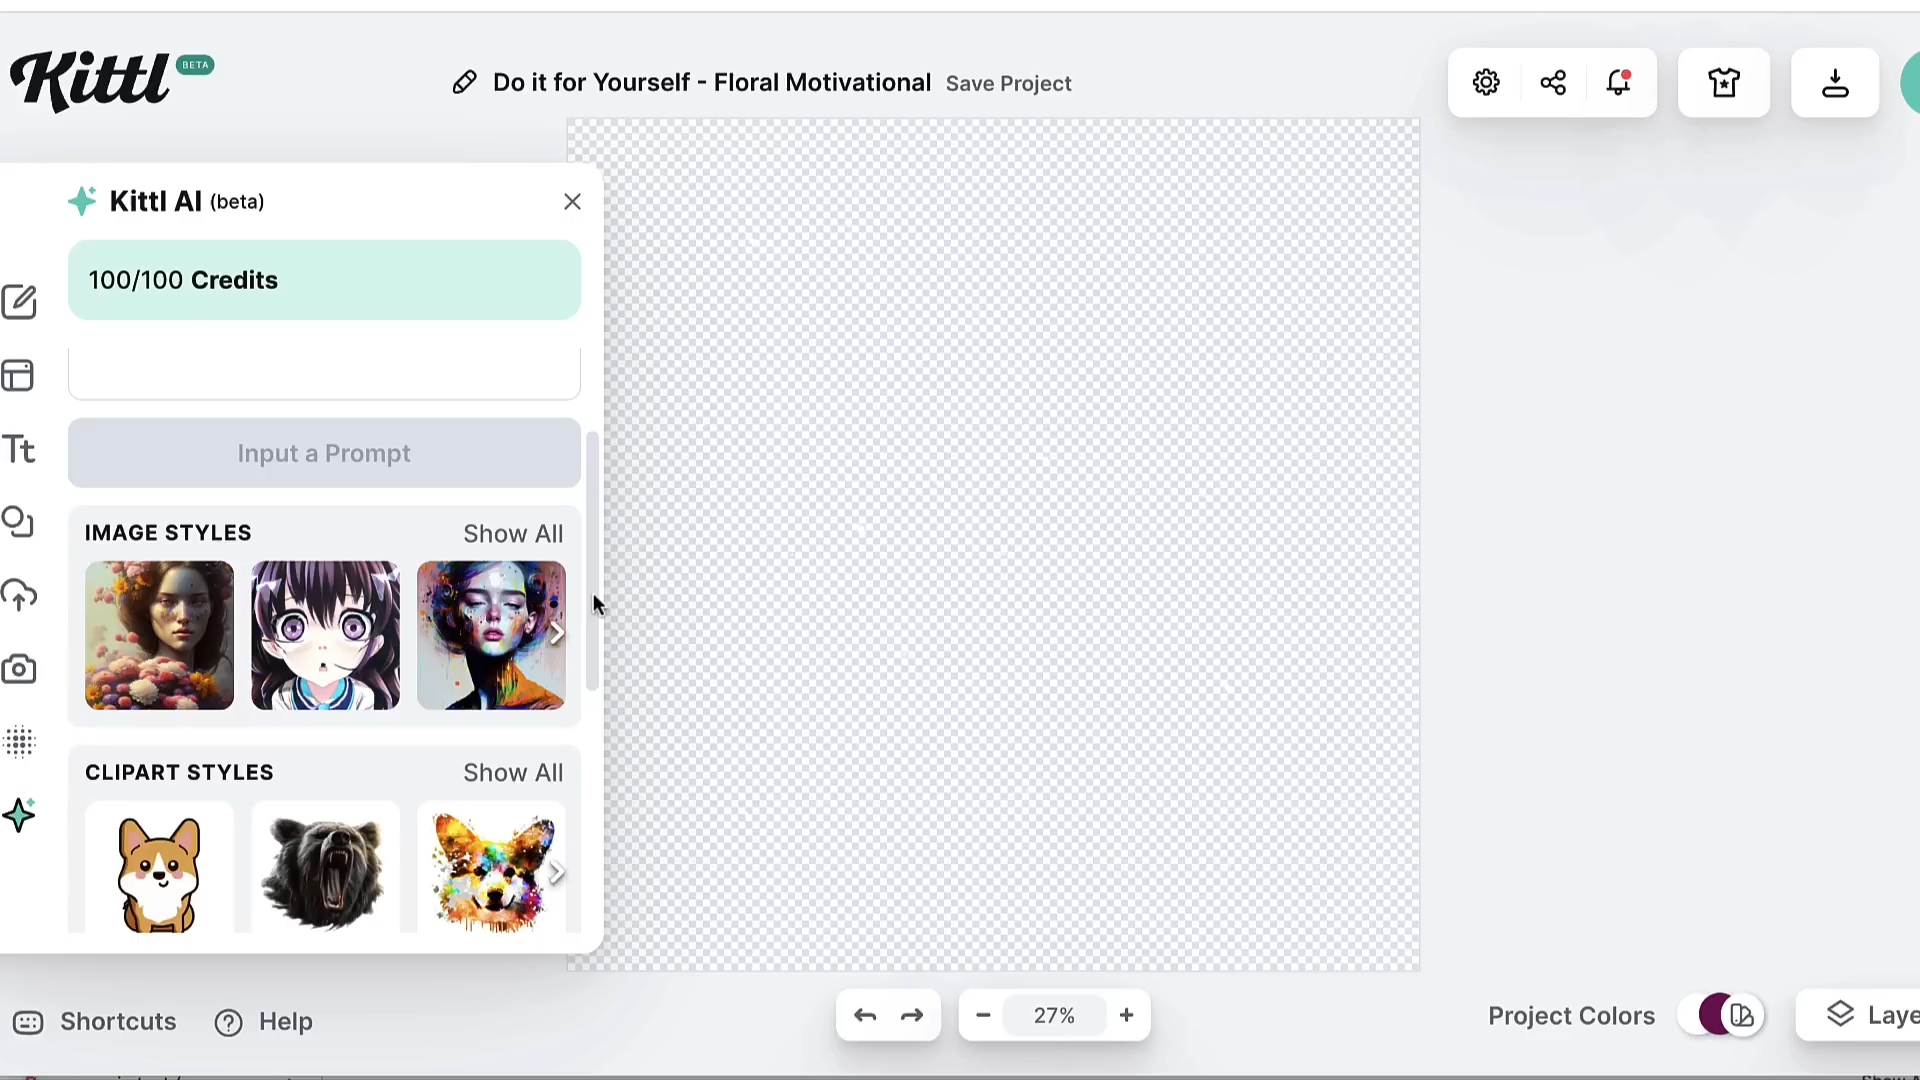 Kittl BETA
Do it for Yourself - Floral Motivational Save Project
Kittl AI (beta)
100/100 Credits
Input a Prompt
IMAGE STYLES Show All
CLIPART STYLES Show All
Tt
Shortcuts Help
27%
Project Colors
Laye